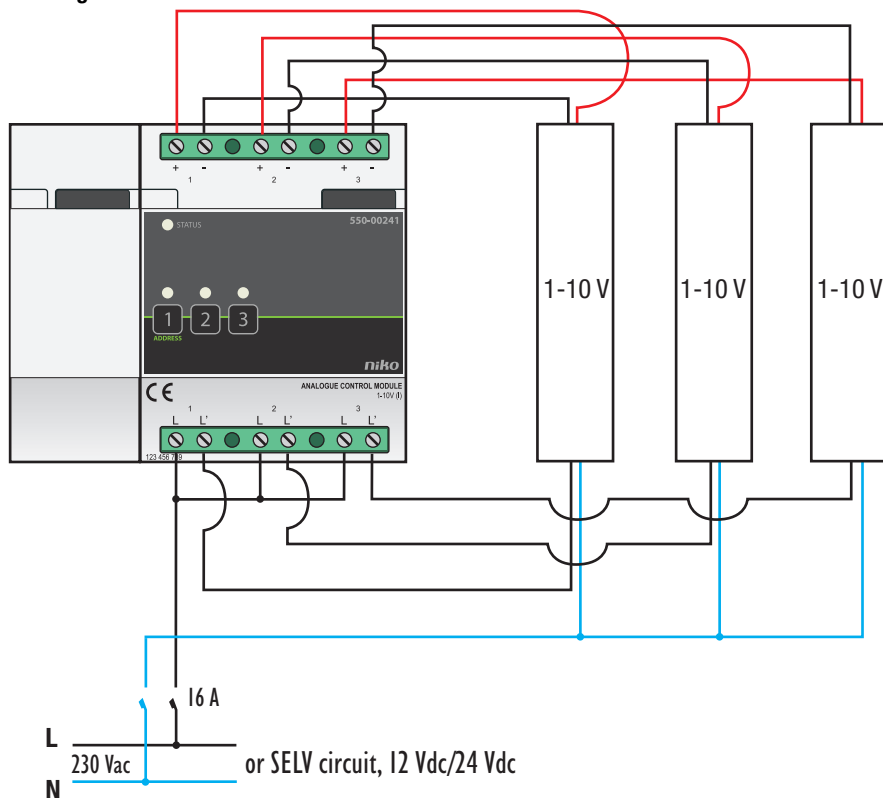 + - + - + -
1 2 3
STATUS 550-00241
1 2 3
ADDRESS
niko
CE ANALOGUE CONTROL MODULE
1-10V (I)
1 2 3
L L' L L' L L'
123 456 789
1-10 V 1-10 V 1-10 V
16 A
L
230 Vac or SELV circuit, 12 Vdc/24 Vdc
N